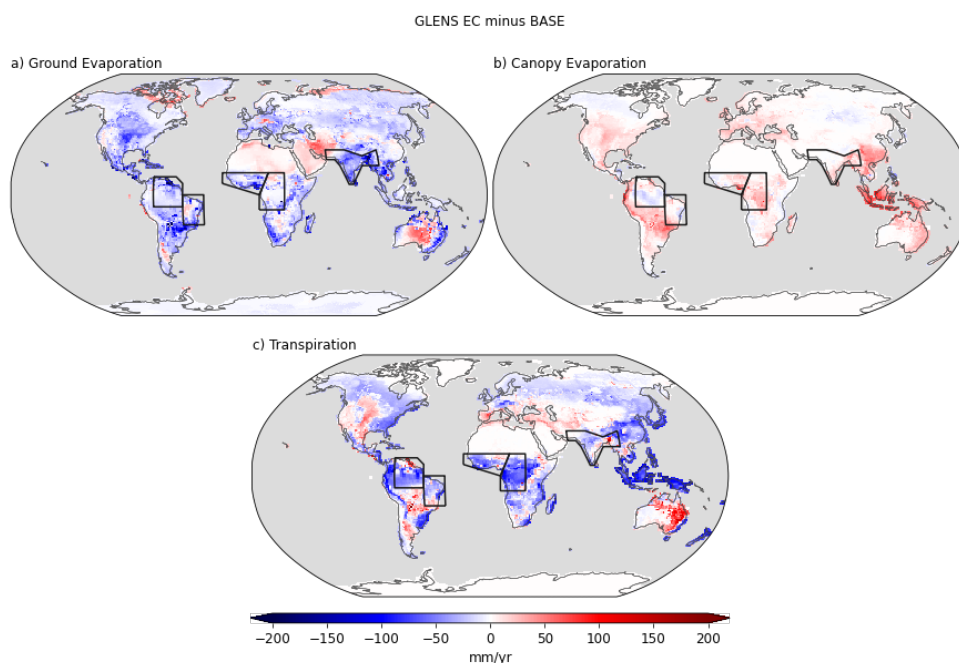 GLENS EC minus BASE
a) Ground Evaporation
b) Canopy Evaporation
c) Transpiration
−200 −150 −100 −50 0 50 100 150 200
mm/yr